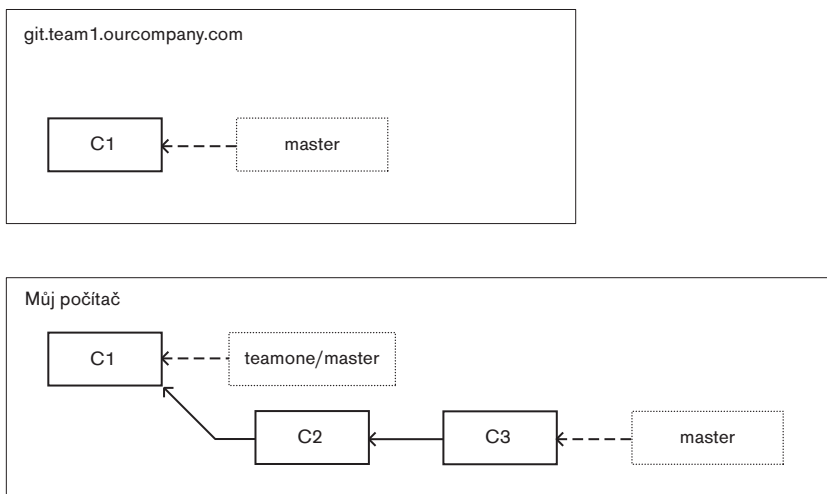 git.team1.ourcompany.com
C1
master
Můj počítač
C1
teamone/master
C2
C3
master